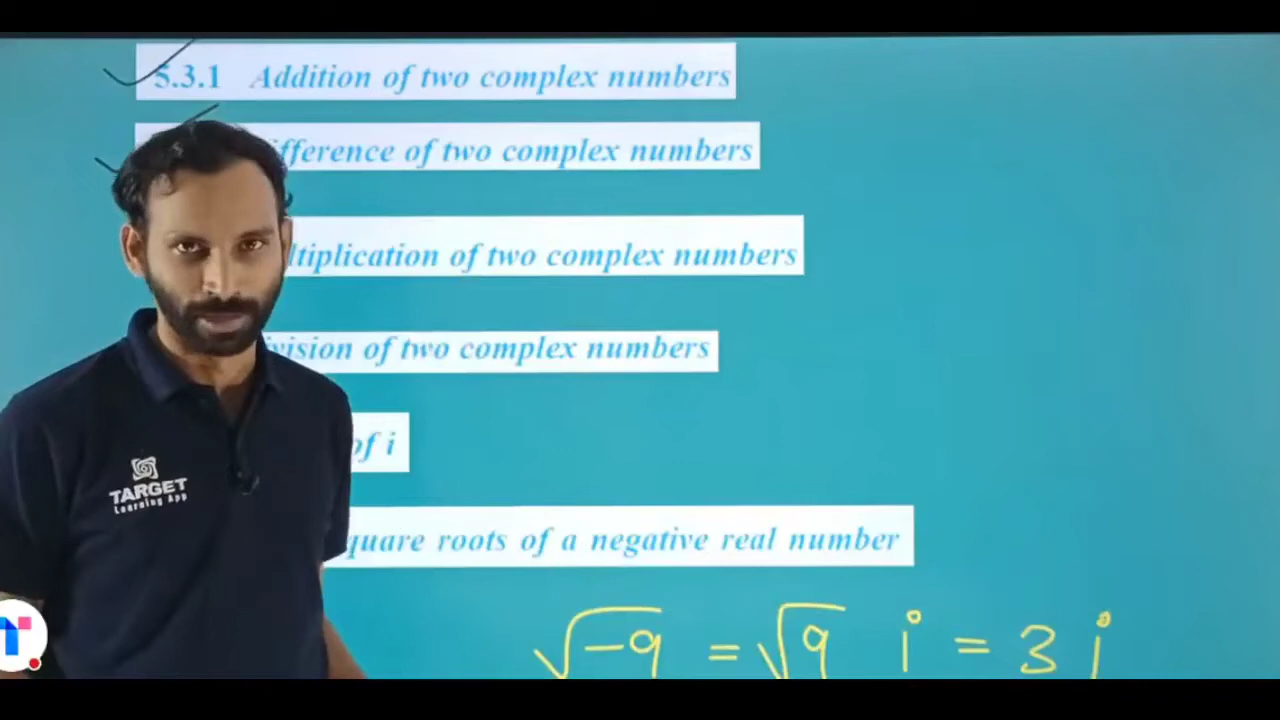 5.3.1 Addition of two complex numbers
ifference of two complex numbers
ltiplication of two complex numbers
ivision of two complex numbers
of i
quare roots of a negative real number
√-9 = √9 i = 3 i
TARGET
Learning App
T